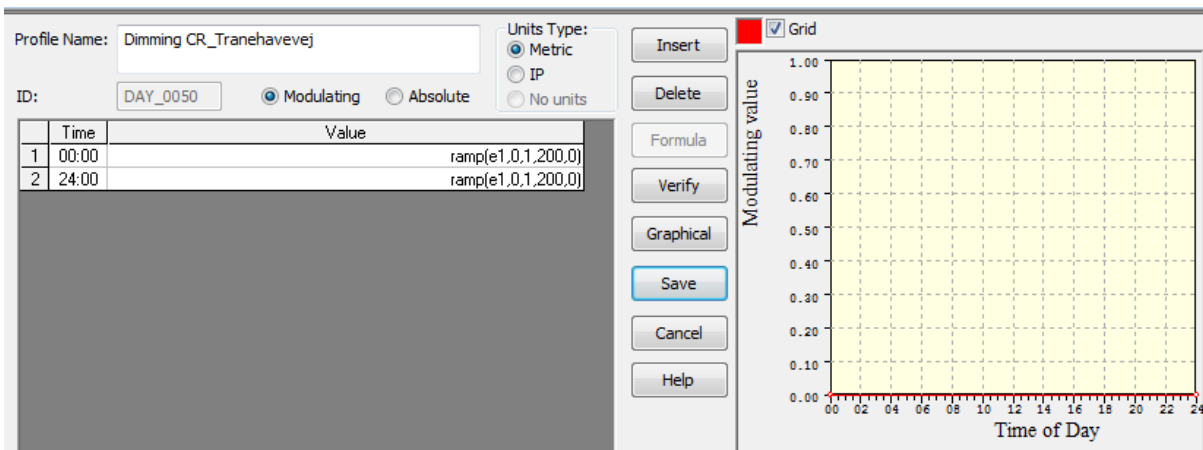 Profile Name: Dimming CR_Tranehavevej
Units Type:
Metric
IP
No units
ID: DAY_0050 Modulating Absolute
Time Value
1 00:00 ramp(e1,0,1,200,0)
2 24:00 ramp(e1,0,1,200,0)
Insert
Delete
Formula
Verify
Graphical
Save
Cancel
Help
Grid
Modulating value
1.00
0.90
0.80
0.70
0.60
0.50
0.40
0.30
0.20
0.10
0.00
00 02 04 06 08 10 12 14 16 18 20 22 24
Time of Day